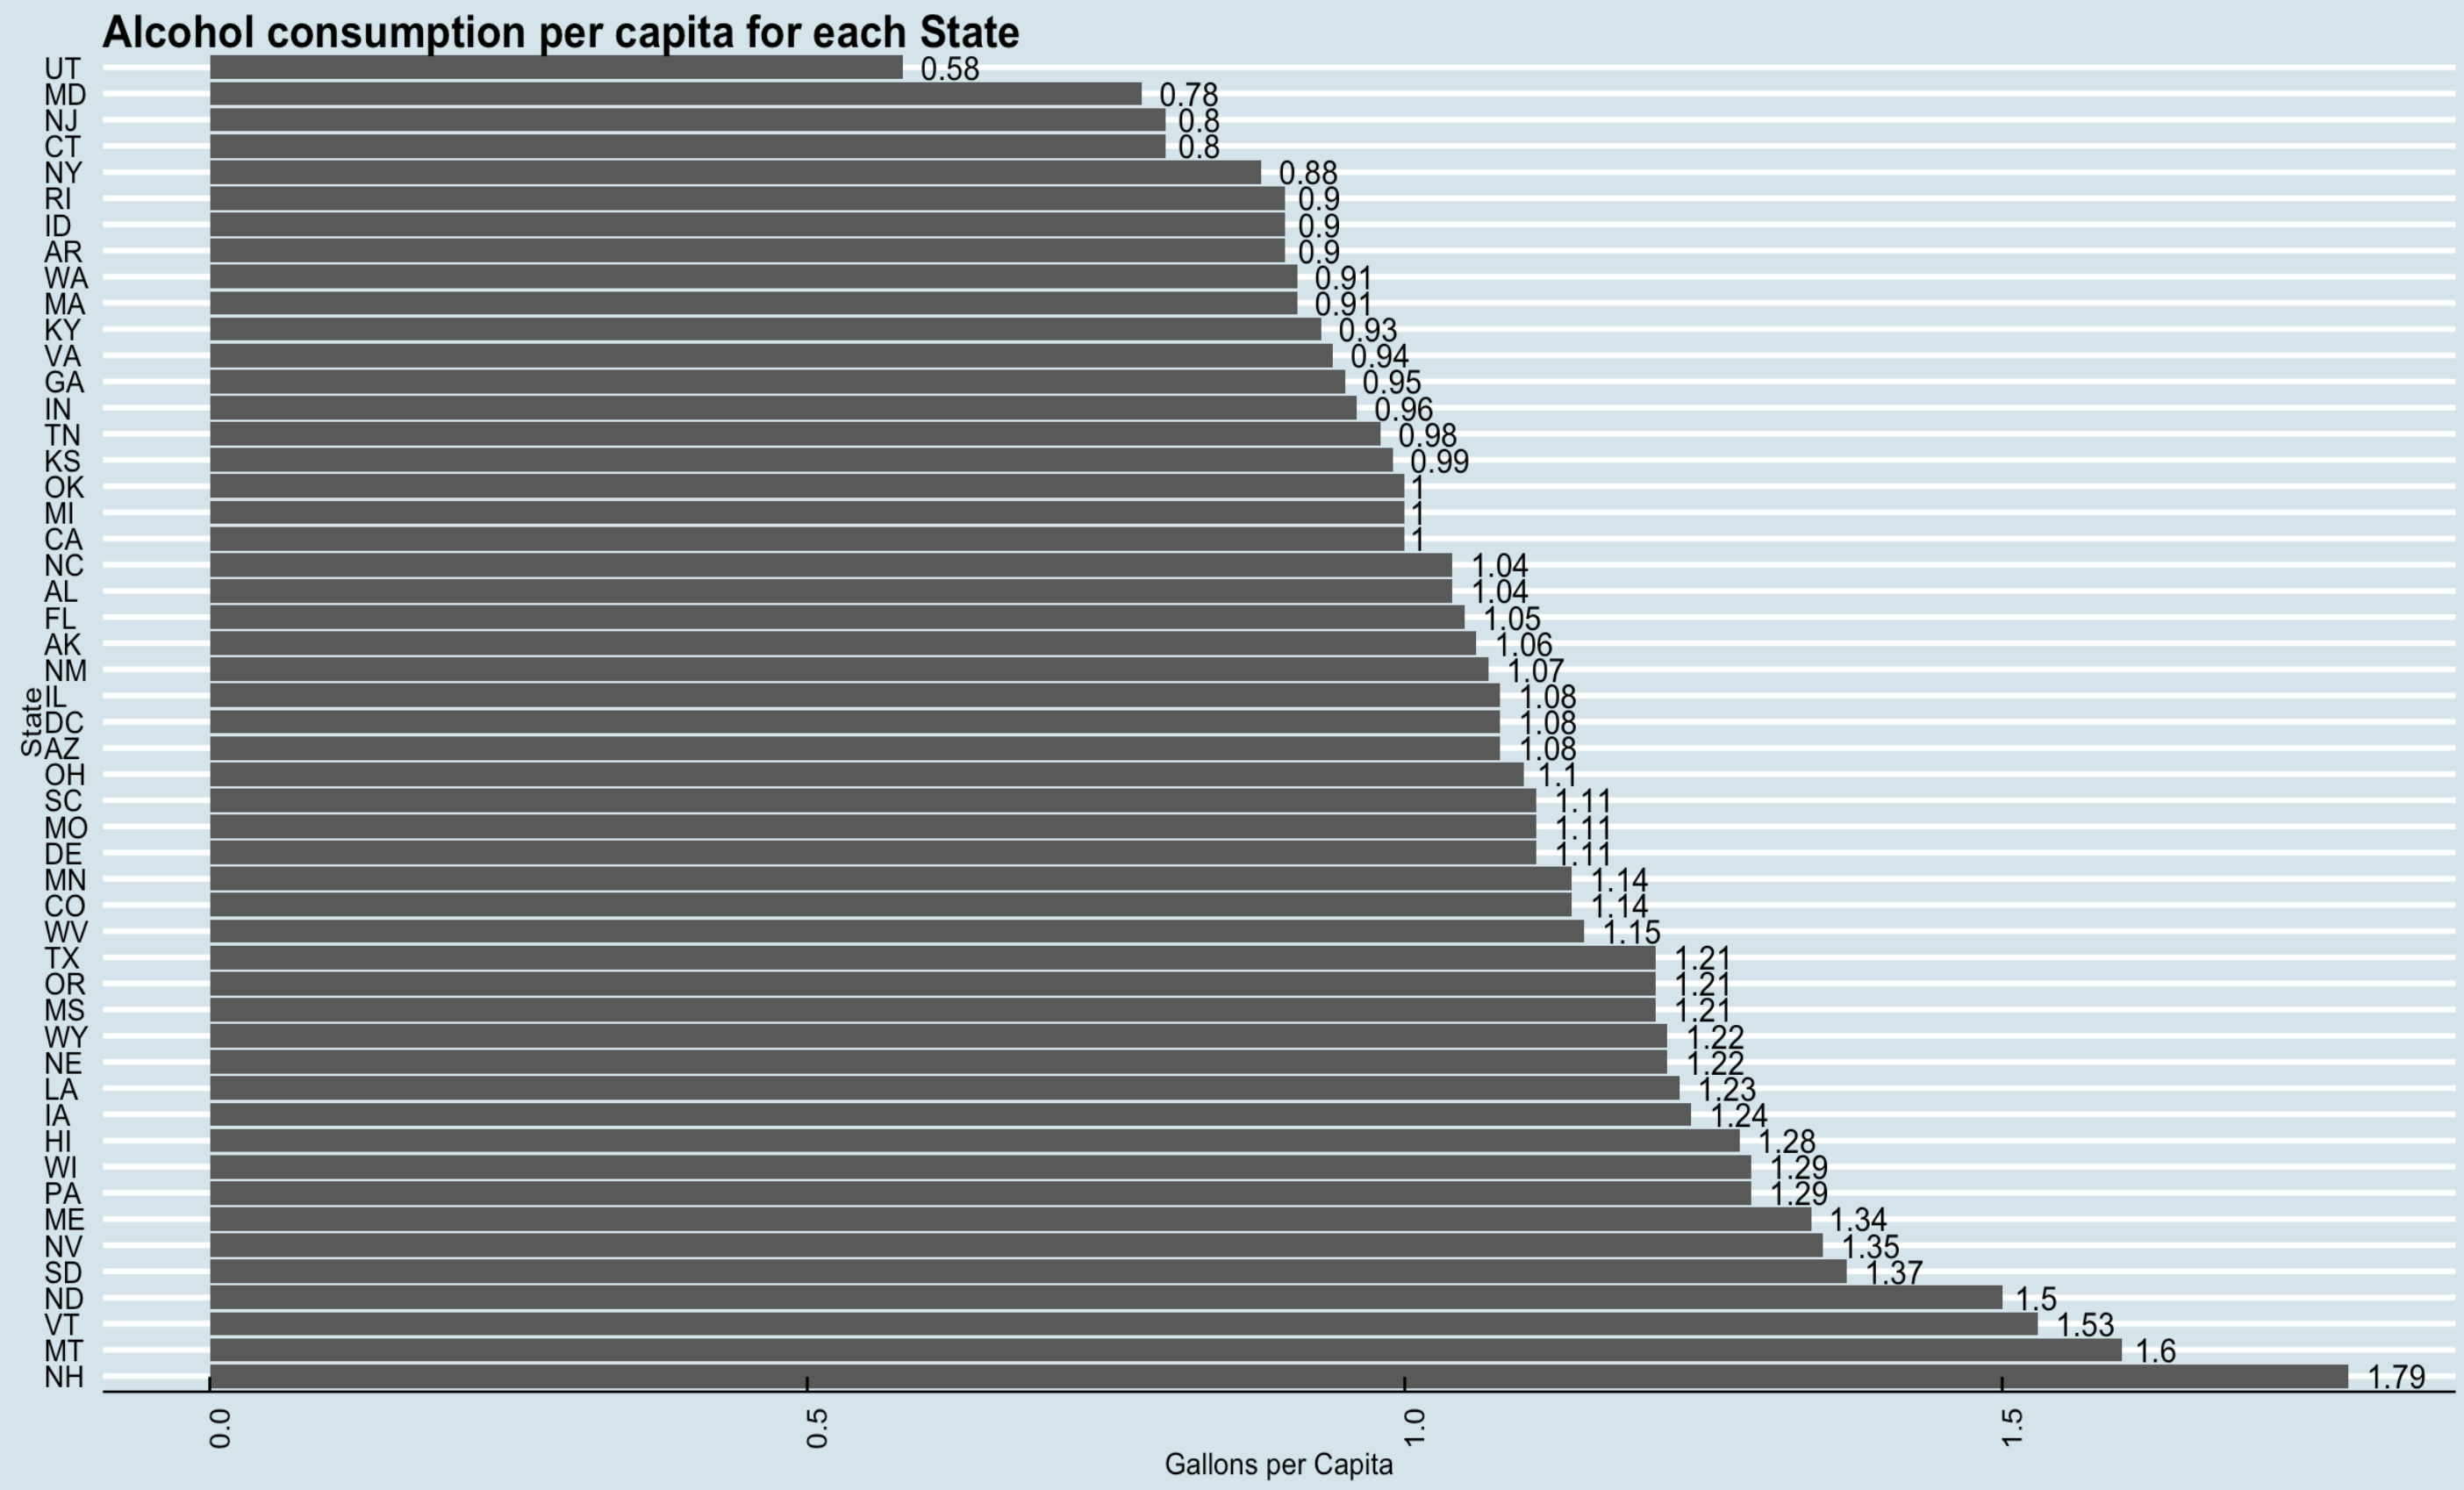 Alcohol consumption per capita for each State
UT 0.58
MD 0.78
NJ 0.8
CT 0.8
NY 0.88
RI 0.9
ID 0.9
AR 0.9
WA 0.91
MA 0.91
KY 0.93
VA 0.94
GA 0.95
IN 0.96
TN 0.98
KS 0.99
OK 1
MI 1
CA 1
NC 1.04
AL 1.04
FL 1.05
AK 1.06
NM 1.07
IL 1.08
DC 1.08
AZ 1.08
OH 1.1
SC 1.11
MO 1.11
DE 1.11
MN 1.14
CO 1.14
WV 1.15
TX 1.21
OR 1.21
MS 1.21
WY 1.22
NE 1.22
LA 1.23
IA 1.24
HI 1.28
WI 1.29
PA 1.29
ME 1.34
NV 1.35
SD 1.37
ND 1.5
VT 1.53
MT 1.6
NH 1.79
State
0.0 0.5 1.0 1.5
Gallons per Capita